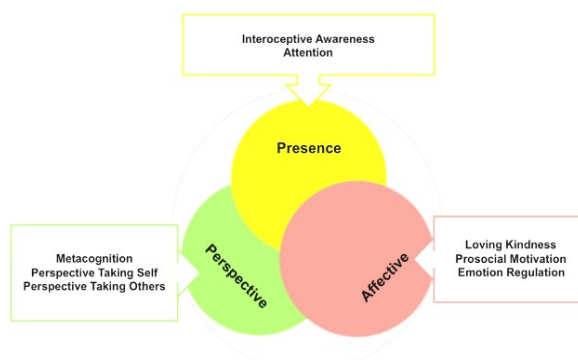 Interoceptive Awareness
Attention
Presence
Perspective
Affective
Metacognition
Perspective Taking Self
Perspective Taking Others
Loving Kindness
Prosocial Motivation
Emotion Regulation